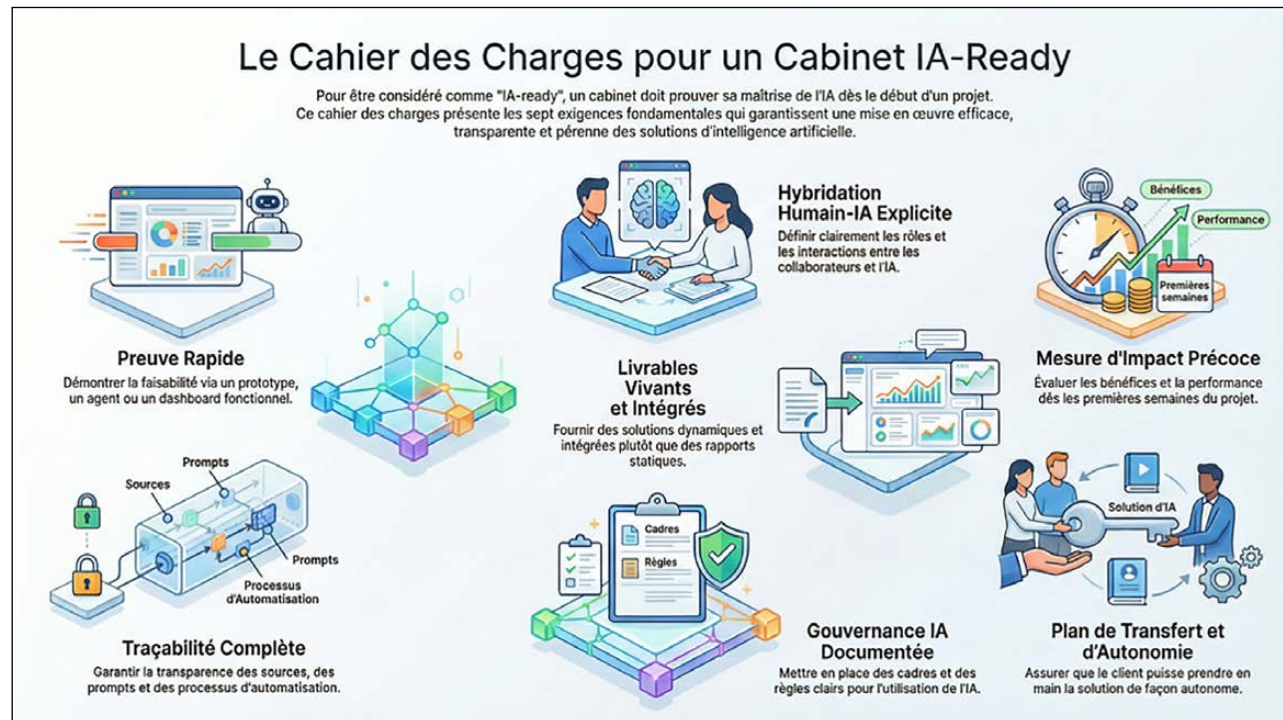 Le Cahier des Charges pour un Cabinet IA-Ready
Pour être considéré comme "IA-ready", un cabinet doit prouver sa maîtrise de l'IA dès le début d'un projet.
Ce cahier des charges présente les sept exigences fondamentales qui garantissent une mise en œuvre efficace,
transparente et pérenne des solutions d'intelligence artificielle.
Preuve Rapide
Démontrer la faisabilité via un prototype,
un agent ou un dashboard fonctionnel.
Hybridation
Humain-IA Explicite
Définir clairement les rôles et
les interactions entre les
collaborateurs et l'IA.
Bénéfices
Performance
Premières
semaines
Mesure d'Impact Précoce
Évaluer les bénéfices et la performance
dès les premières semaines du projet.
Livrables
Vivants
et Intégrés
Fournir des solutions dynamiques et
intégrées plutôt que des rapports
statiques.
Prompts
Sources
Prompts
Processus
d'Automatisation
Traçabilité Complète
Garantir la transparence des sources, des
prompts et des processus d'automatisation.
Cadres
Règles
Gouvernance IA
Documentée
Mettre en place des cadres et des
règles clairs pour l'utilisation de l'IA.
Solution d'IA
Plan de Transfert et
d'Autonomie
Assurer que le client puisse prendre en
main la solution de façon autonome.